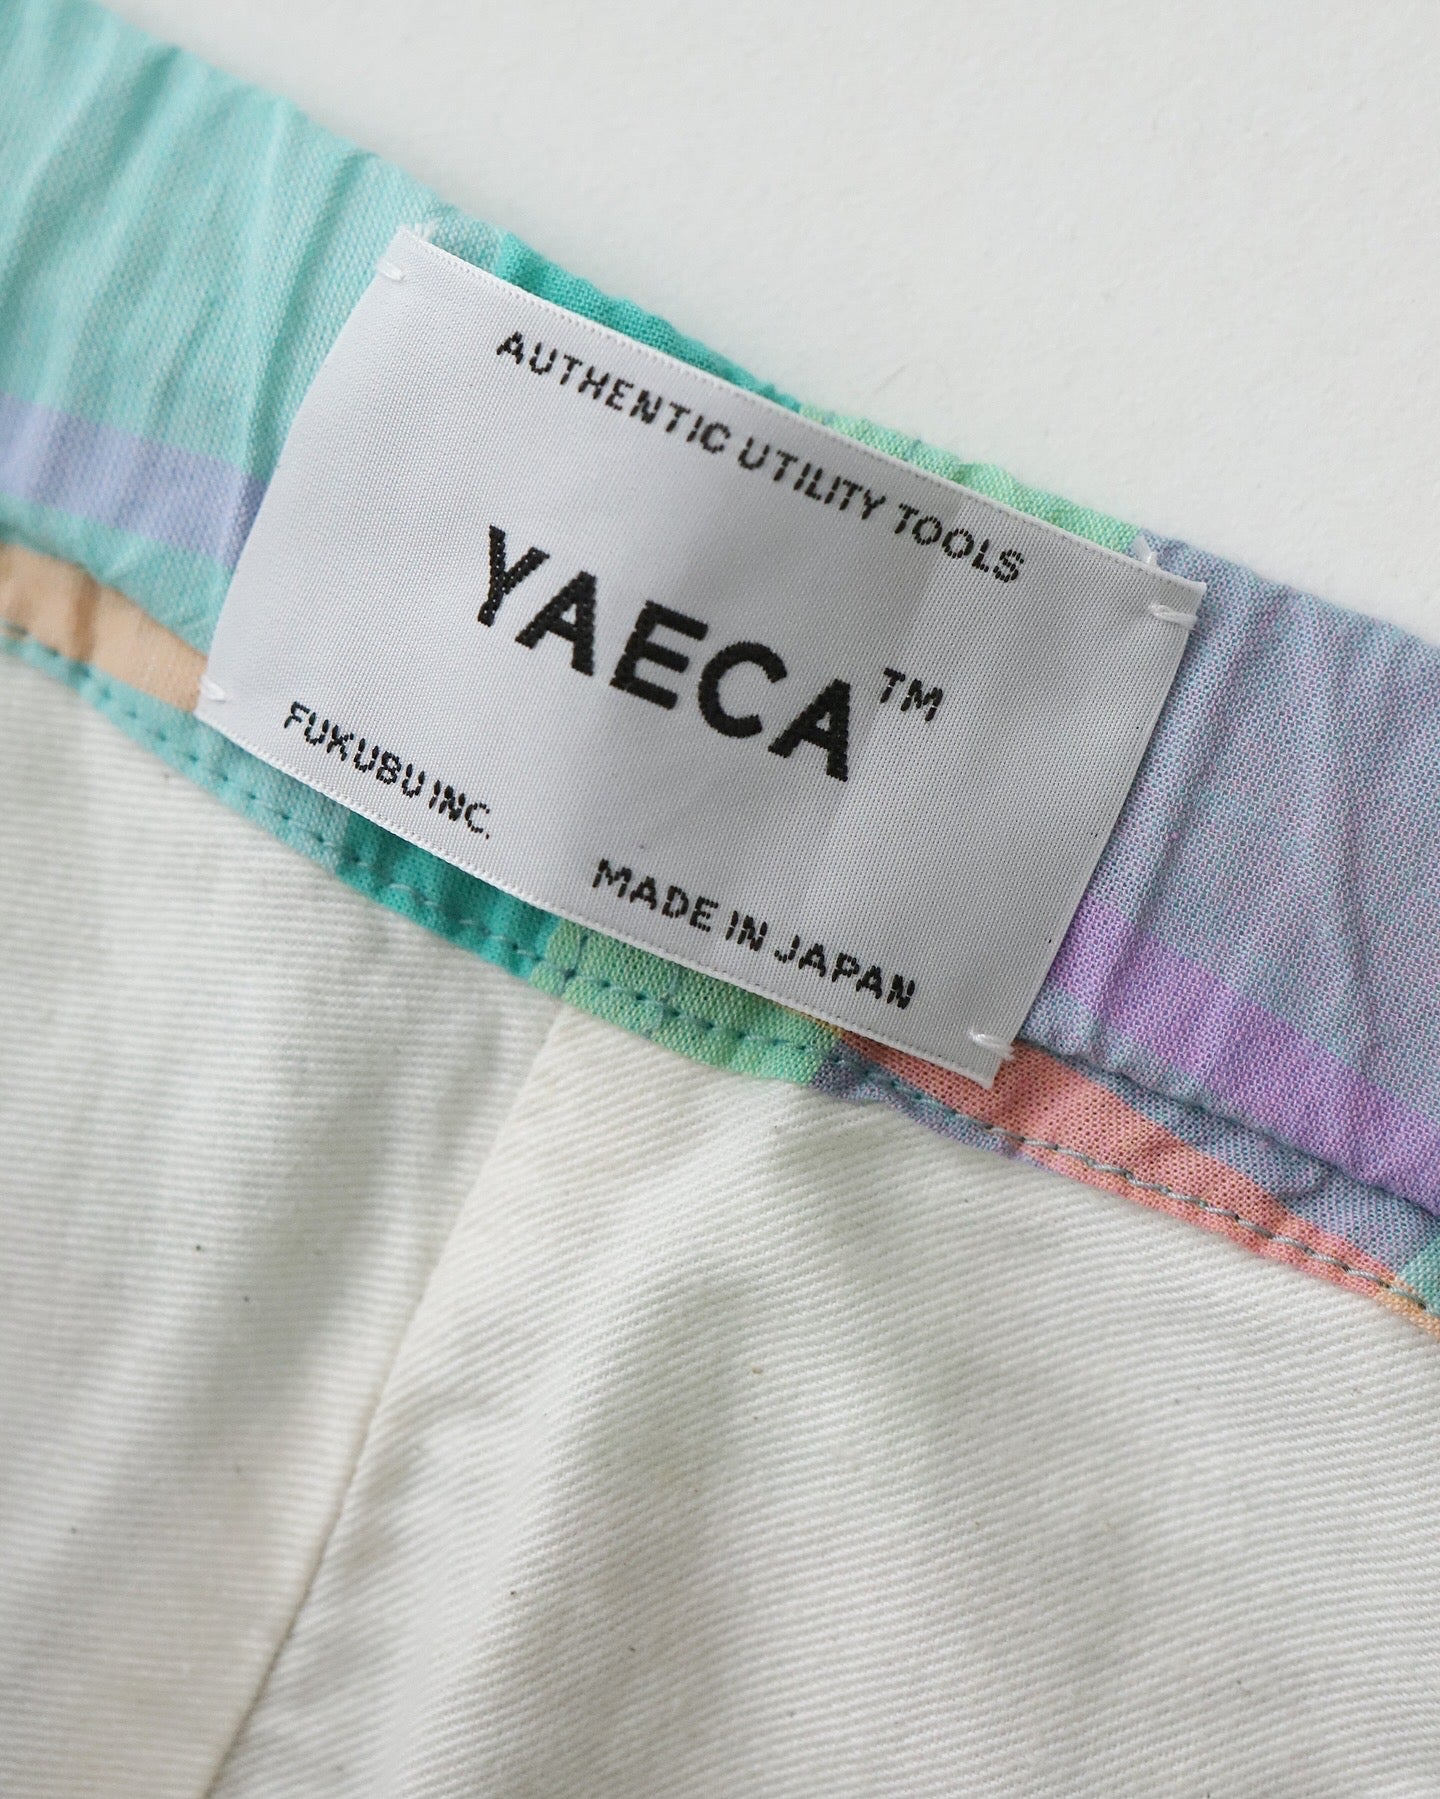 AUTHENTIC UTILITY TOOLS
YAECA™
FUKUBU INC.
MADE IN JAPAN